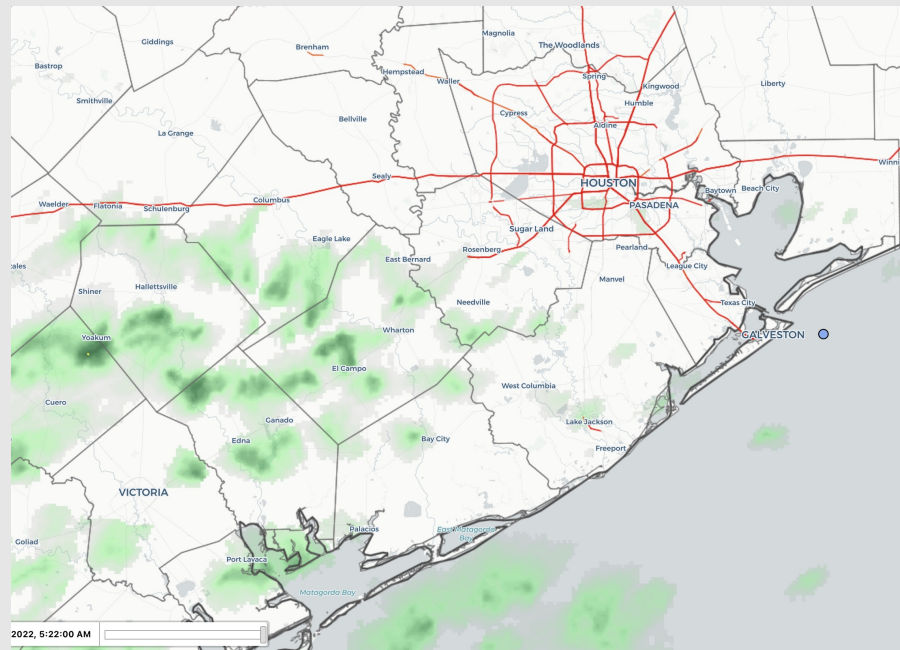 Magnolia
Giddings
The Woodlands
Brenham
Bastrop
Hempstead
Spring
Waller
Liberty
Kingwood
Smithville
Humble
Cypress
Bellville
Aldine
La Grange
Winni
Sealy
HOUSTON
Baytown
Beach City
Columbus
Waelder
Flatonia
Schulenburg
PASADENA
Sugar Land
Eagle Lake
Pearland
Rosenberg
East Bernard
ales
League City
Manvel
Hallettsville
Shiner
Needville
Texas City
Wharton
GALVESTON
Yoakum
El Campo
West Columbia
Cuero
Ganado
Lake Jackson
Edna
Bay City
Freeport
VICTORIA
Palacios
East Matagorda
Bay
Goliad
Port Lavaca
Matagorda Bay
2022, 5:22:00 AM